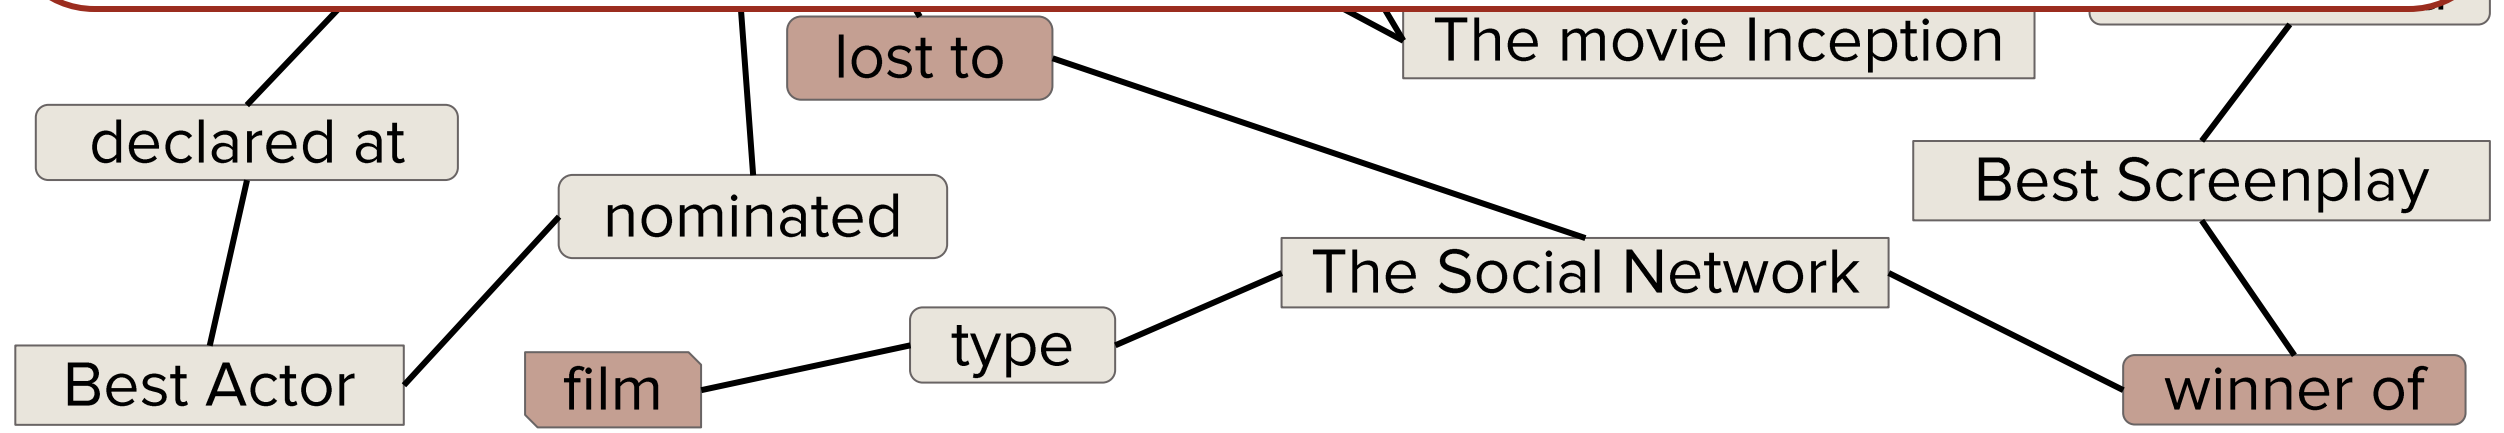 lost to
The movie Inception
declared at
Best Screenplay
nominated
The Social Network
type
Best Actor
film
winner of